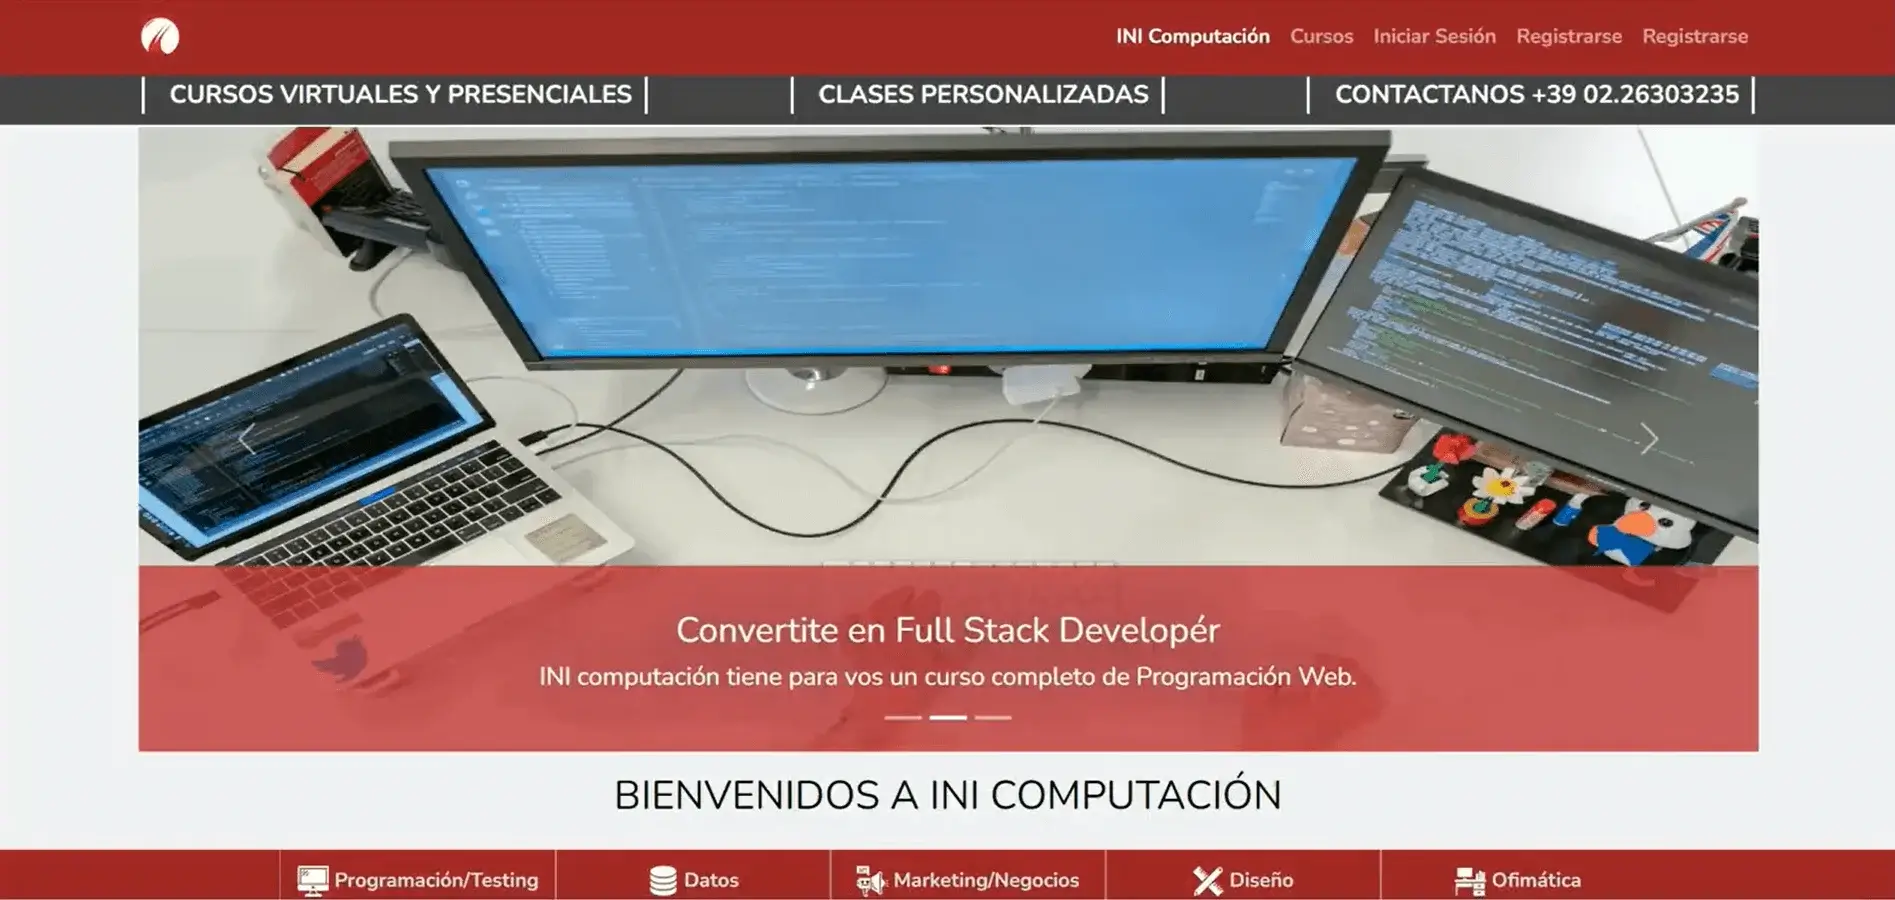 INI Computación Cursos Iniciar Sesión Registrarse Registrarse
CURSOS VIRTUALES Y PRESENCIALES
CLASES PERSONALIZADAS
CONTACTANOS +39 02.26303235
Convertite en Full Stack Developér
INI computación tiene para vos un curso completo de Programación Web.
BIENVENIDOS A INI COMPUTACIÓN
Programación/Testing
Datos
Marketing/Negocios
Diseño
Ofimática